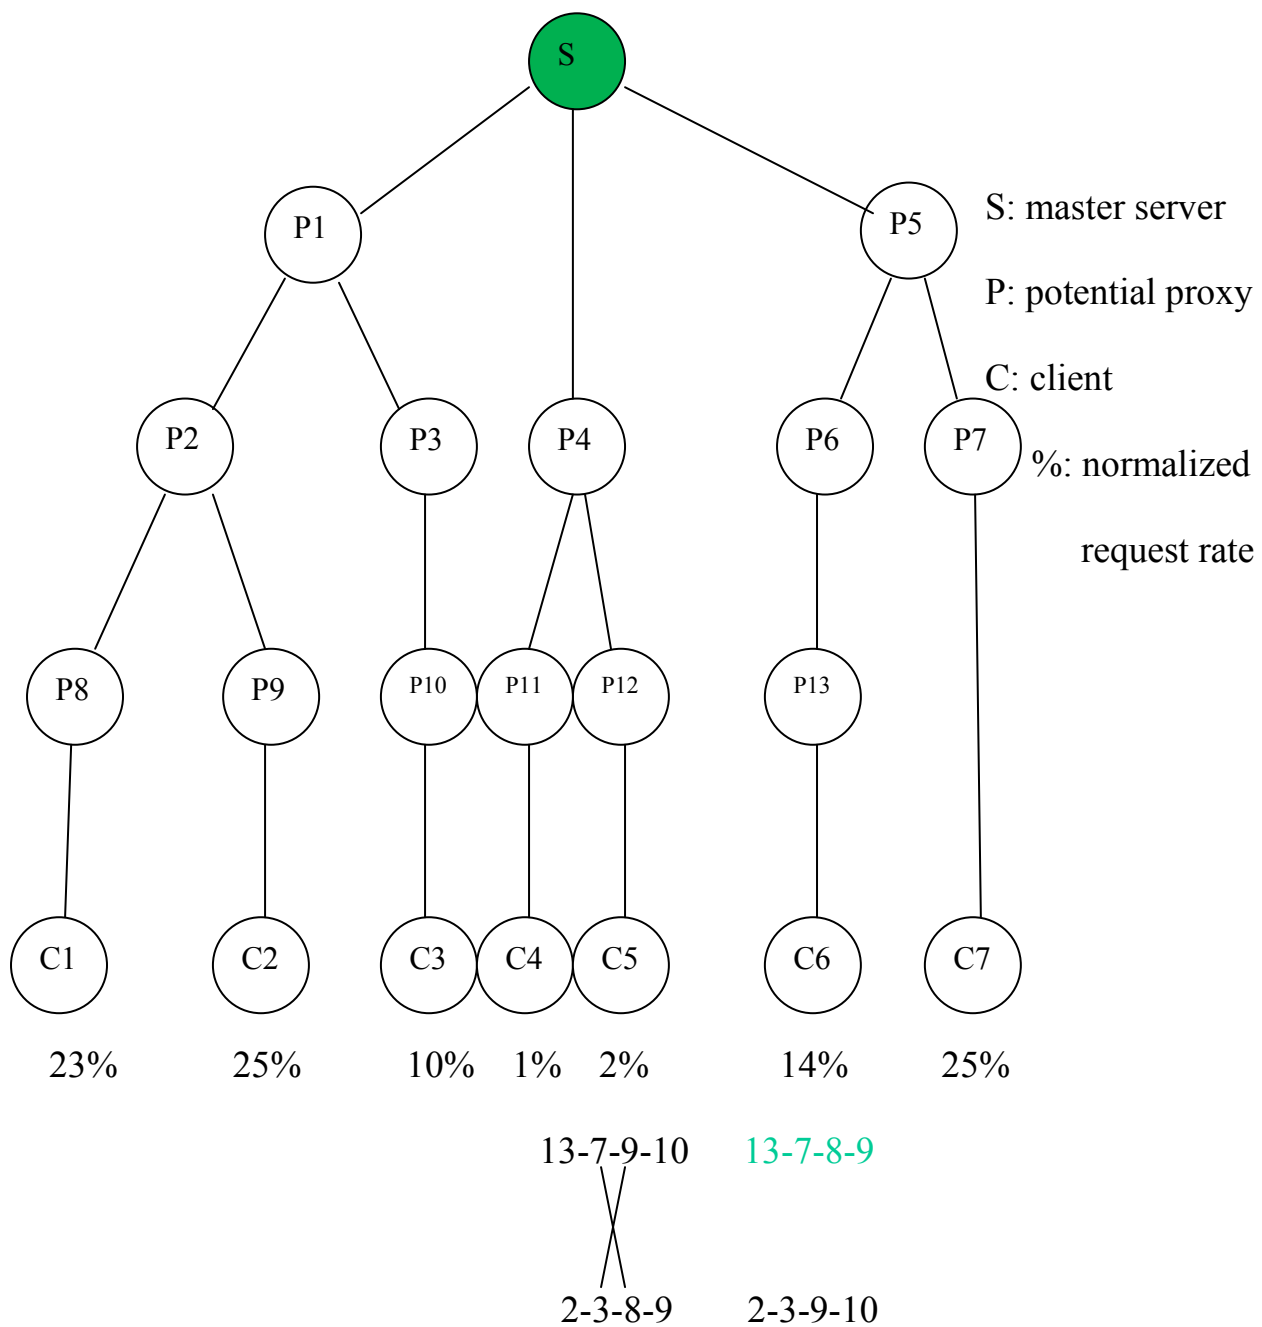 S
P1
P5
S: master server
P: potential proxy
C: client
P2
P3
P4
P6
P7
%: normalized
request rate
P8
P9
P10
P11
P12
P13
C1
C2
C3
C4
C5
C6
C7
23%
25%
10%
1%
2%
14%
25%
13-7-9-10
13-7-8-9
2-3-8-9
2-3-9-10